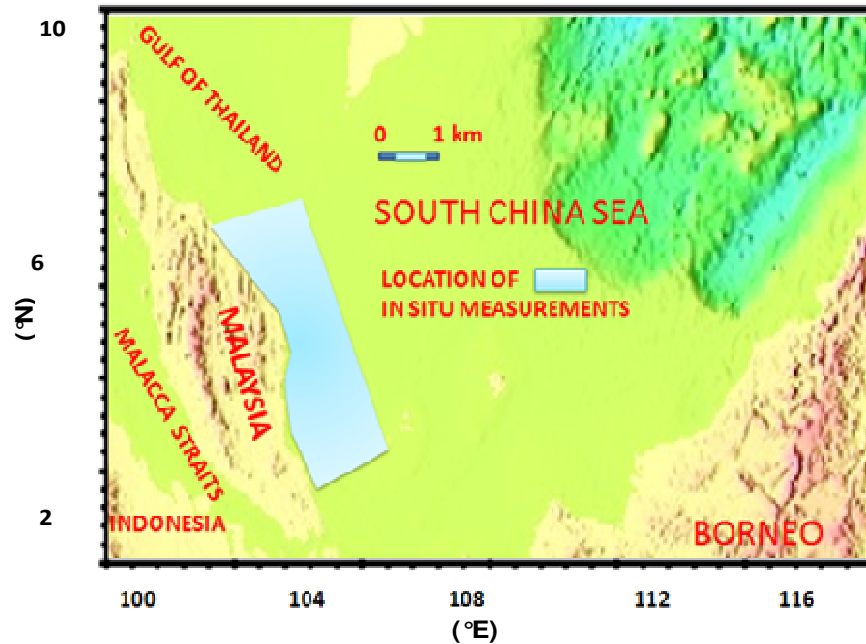 10
GULF OF THAILAND
0 1 km
SOUTH CHINA SEA
6
(°N)
LOCATION OF
IN SITU MEASUREMENTS
MALAYSIA
MALACCA STRAITS
2
INDONESIA
BORNEO
100 104 108 112 116
(°E)